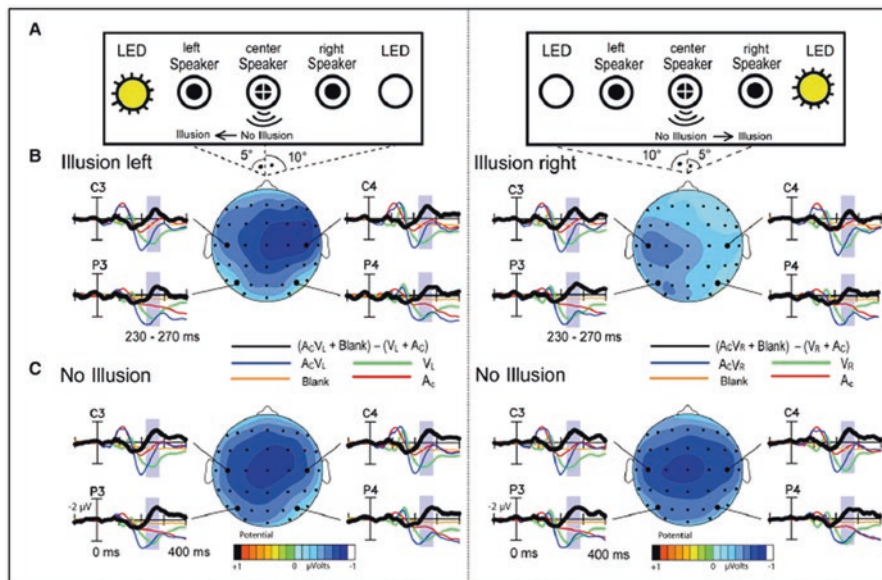 A
LED left Speaker center Speaker right Speaker LED
Illusion ← No Illusion
5° 10°
LED left Speaker center Speaker right Speaker LED
No Illusion → Illusion
10° 5°
B
Illusion left
C3
C4
P3
P4
230 - 270 ms
Illusion right
C3
C4
P3
P4
230 - 270 ms
(ACVL + Blank) – (VL + AC)
ACVL VL
Blank AC
(ACVR + Blank) – (VR + AC)
ACVR VR
Blank Ac
C
No Illusion
C3
C4
P3
P4
-2 µV
0 ms 400 ms
Potential
+1 0 µVolts -1
No Illusion
C3
C4
P3
P4
-2 µV
0 ms 400 ms
Potential
+1 0 µVolts -1